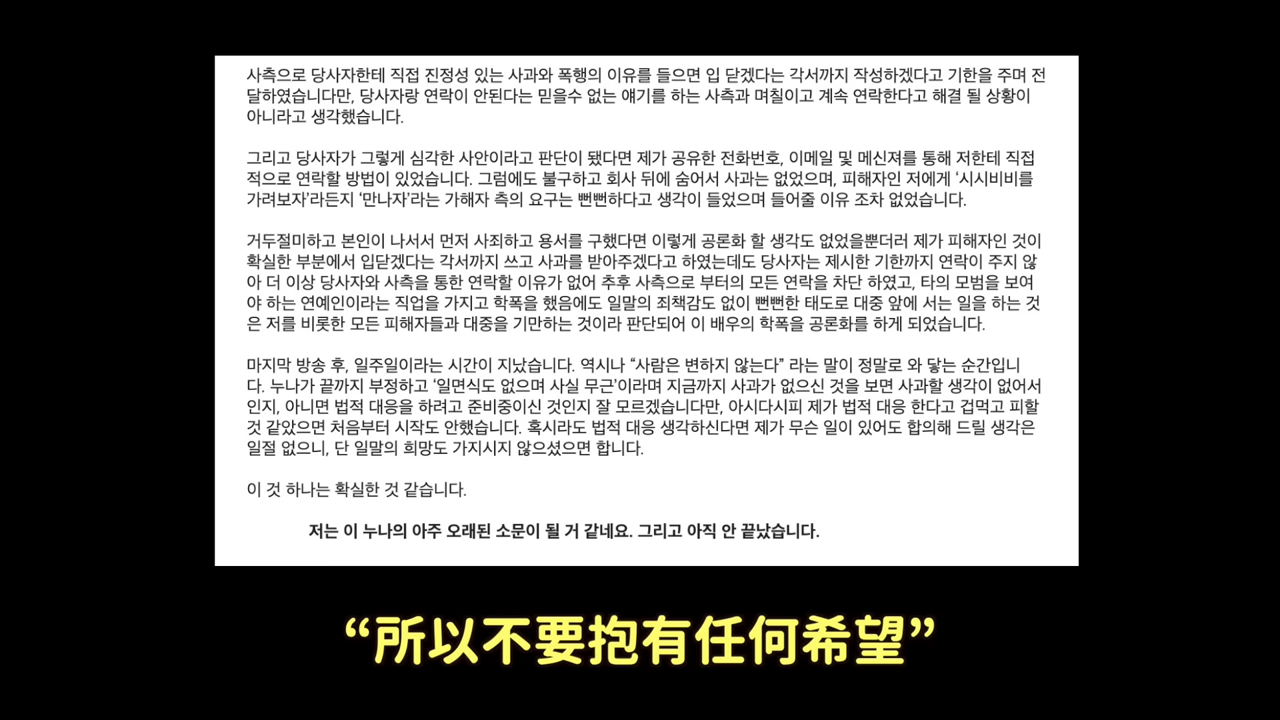 사측으로 당사자한테 직접 진정성 있는 사과와 폭행의 이유를 들으면 입 닫겠다는 각서까지 작성하겠다고 기한을 주며 전
달하였습니다만, 당사자랑 연락이 안된다는 믿을수 없는 얘기를 하는 사측과 며칠이고 계속 연락한다고 해결 될 상황이
아니라고 생각했습니다.
그리고 당사자가 그렇게 심각한 사안이라고 판단이 됐다면 제가 공유한 전화번호, 이메일 및 메신져를 통해 저한테 직접
적으로 연락할 방법이 있었습니다. 그럼에도 불구하고 회사 뒤에 숨어서 사과는 없었으며, 피해자인 저에게 ‘시시비비를
가려보자’라든지 ‘만나자’라는 가해자 측의 요구는 뻔뻔하다고 생각이 들었으며 들어줄 이유 조차 없었습니다.
거두절미하고 본인이 나서서 먼저 사죄하고 용서를 구했다면 이렇게 공론화 할 생각도 없었을뿐더러 제가 피해자인 것이
확실한 부분에서 입닫겠다는 각서까지 쓰고 사과를 받아주겠다고 하였는데도 당사자는 제시한 기한까지 연락이 주지 않
아 더 이상 당사자와 사측을 통한 연락할 이유가 없어 추후 사측으로 부터의 모든 연락을 차단 하였고, 타의 모범을 보여
야 하는 연예인이라는 직업을 가지고 학폭을 했음에도 일말의 죄책감도 없이 뻔뻔한 태도로 대중 앞에 서는 일을 하는 것
은 저를 비롯한 모든 피해자들과 대중을 기만하는 것이라 판단되어 이 배우의 학폭을 공론화를 하게 되었습니다.
마지막 방송 후, 일주일이라는 시간이 지났습니다. 역시나 “사람은 변하지 않는다” 라는 말이 정말로 와 닿는 순간입니
다. 누나가 끝까지 부정하고 ‘일면식도 없으며 사실 무근’이라며 지금까지 사과가 없으신 것을 보면 사과할 생각이 없어서
인지, 아니면 법적 대응을 하려고 준비중이신 것인지 잘 모르겠습니다만, 아시다시피 제가 법적 대응 한다고 겁먹고 피할
것 같았으면 처음부터 시작도 안했습니다. 혹시라도 법적 대응 생각하신다면 제가 무슨 일이 있어도 합의해 드릴 생각은
일절 없으니, 단 일말의 희망도 가지시지 않으셨으면 합니다.
이 것 하나는 확실한 것 같습니다.
저는 이 누나의 아주 오래된 소문이 될 거 같네요. 그리고 아직 안 끝났습니다.
“所以不要抱有任何希望”